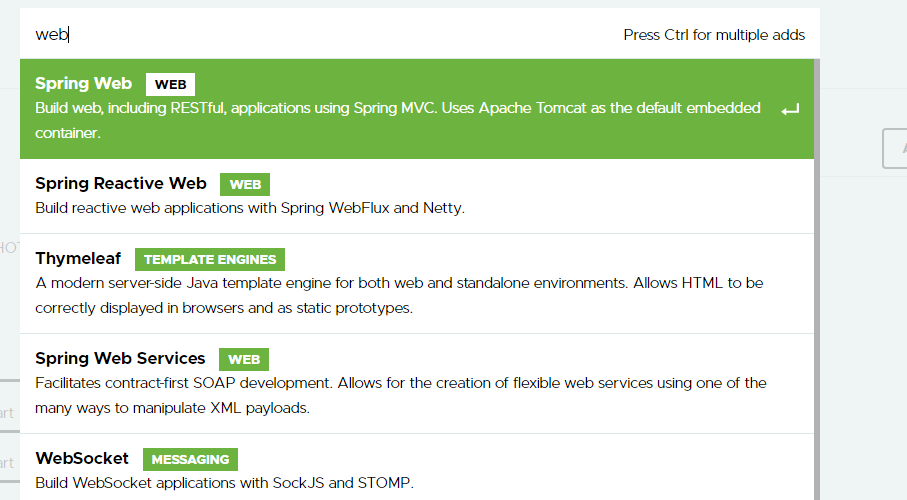 web
Press Ctrl for multiple adds
Spring Web WEB
Build web, including RESTful, applications using Spring MVC. Uses Apache Tomcat as the default embedded
container.
Spring Reactive Web WEB
Build reactive web applications with Spring WebFlux and Netty.
Thymeleaf TEMPLATE ENGINES
A modern server-side Java template engine for both web and standalone environments. Allows HTML to be
correctly displayed in browsers and as static prototypes.
Spring Web Services WEB
Facilitates contract-first SOAP development. Allows for the creation of flexible web services using one of the
many ways to manipulate XML payloads.
WebSocket MESSAGING
Build WebSocket applications with SockJS and STOMP.